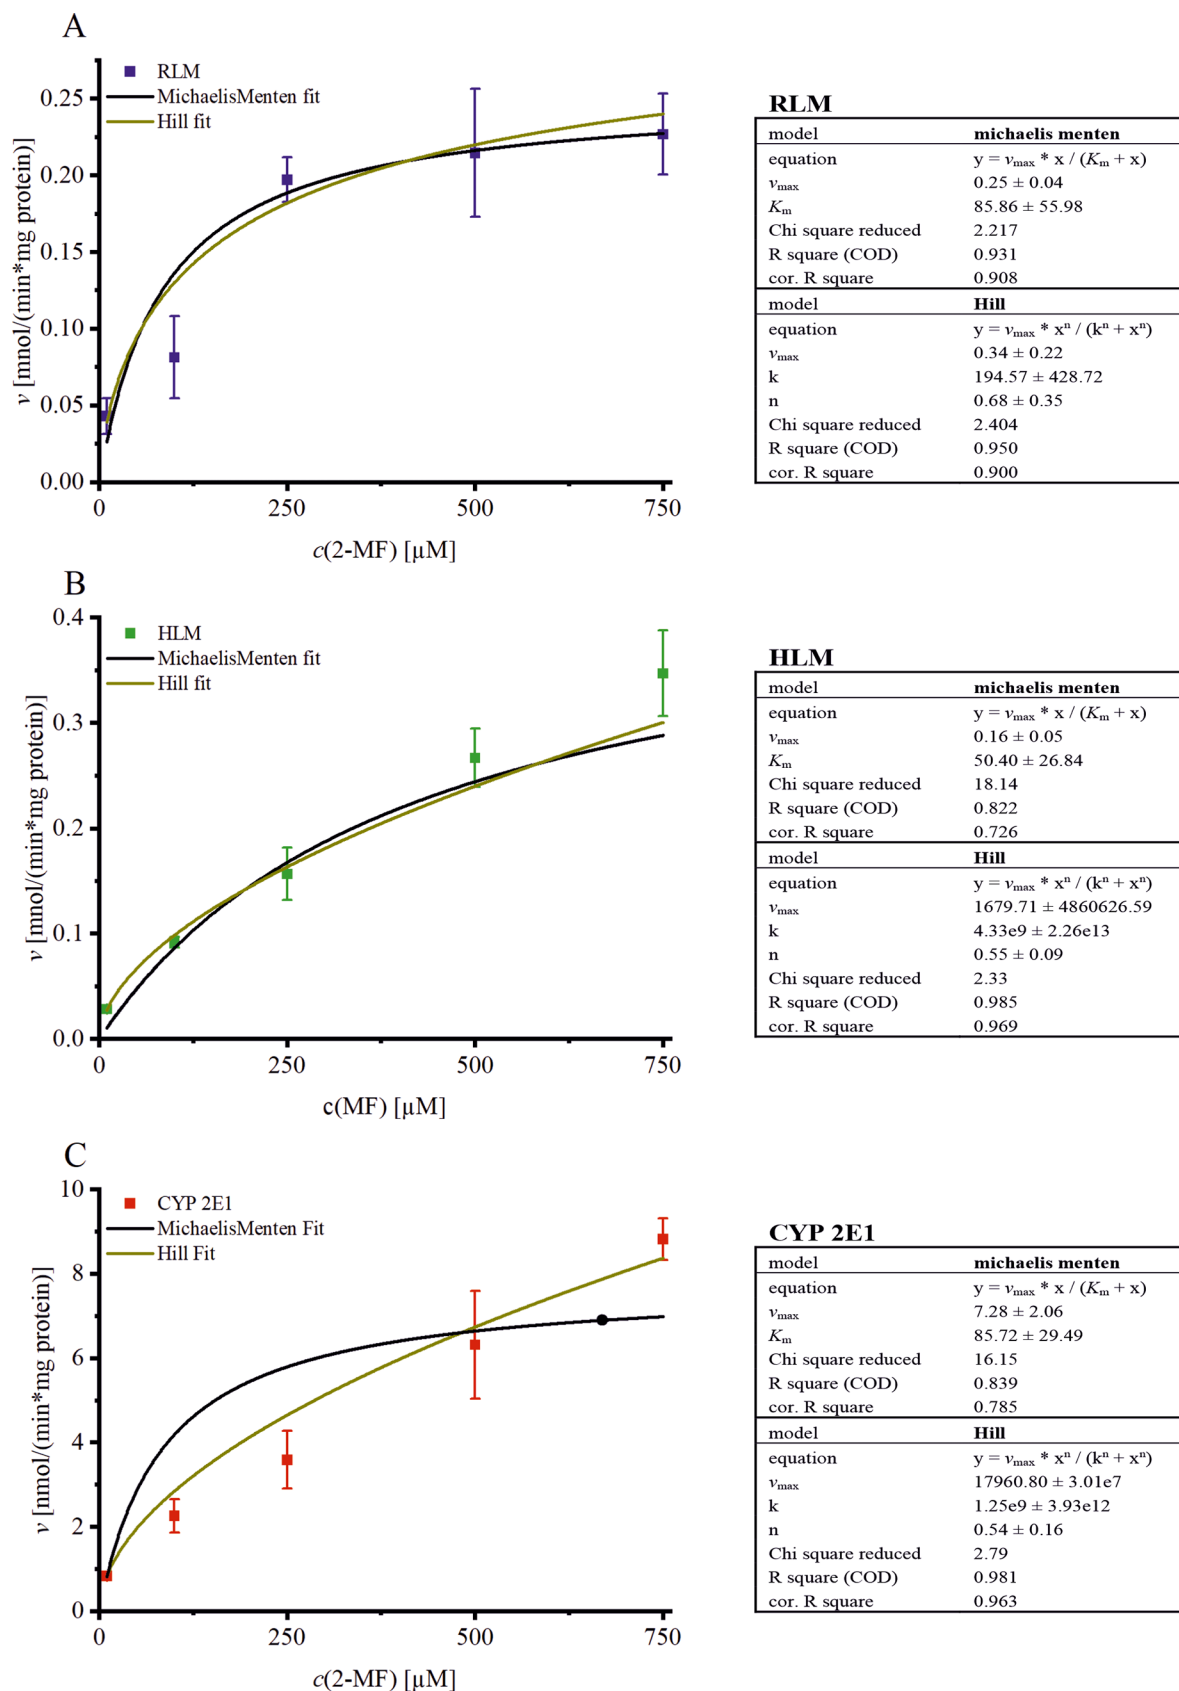 A
RLM
MichaelisMenten fit
Hill fit
0.25
0.20
0.15
0.10
0.05
0.00
v [mnol/(min*mg protein)]
0 250 500 750
c(2-MF) [µM]
RLM
model michaelis menten
equation y = vmax * x / (Km + x)
vmax 0.25 ± 0.04
Km 85.86 ± 55.98
Chi square reduced 2.217
R square (COD) 0.931
cor. R square 0.908
model Hill
equation y = vmax * xⁿ / (kⁿ + xⁿ)
vmax 0.34 ± 0.22
k 194.57 ± 428.72
n 0.68 ± 0.35
Chi square reduced 2.404
R square (COD) 0.950
cor. R square 0.900
B
HLM
MichaelisMenten fit
Hill fit
0.4
0.3
0.2
0.1
0.0
v [mnol/(min*mg protein)]
0 250 500 750
c(MF) [µM]
HLM
model michaelis menten
equation y = vmax * x / (Km + x)
vmax 0.16 ± 0.05
Km 50.40 ± 26.84
Chi square reduced 18.14
R square (COD) 0.822
cor. R square 0.726
model Hill
equation y = vmax * xⁿ / (kⁿ + xⁿ)
vmax 1679.71 ± 4860626.59
k 4.33e9 ± 2.26e13
n 0.55 ± 0.09
Chi square reduced 2.33
R square (COD) 0.985
cor. R square 0.969
C
CYP 2E1
MichaelisMenten Fit
Hill Fit
10
8
6
4
2
0
v [nmol/(min*mg protein)]
0 250 500 750
c(2-MF) [µM]
CYP 2E1
model michaelis menten
equation y = vmax * x / (Km + x)
vmax 7.28 ± 2.06
Km 85.72 ± 29.49
Chi square reduced 16.15
R square (COD) 0.839
cor. R square 0.785
model Hill
equation y = vmax * xⁿ / (kⁿ + xⁿ)
vmax 17960.80 ± 3.01e7
k 1.25e9 ± 3.93e12
n 0.54 ± 0.16
Chi square reduced 2.79
R square (COD) 0.981
cor. R square 0.963